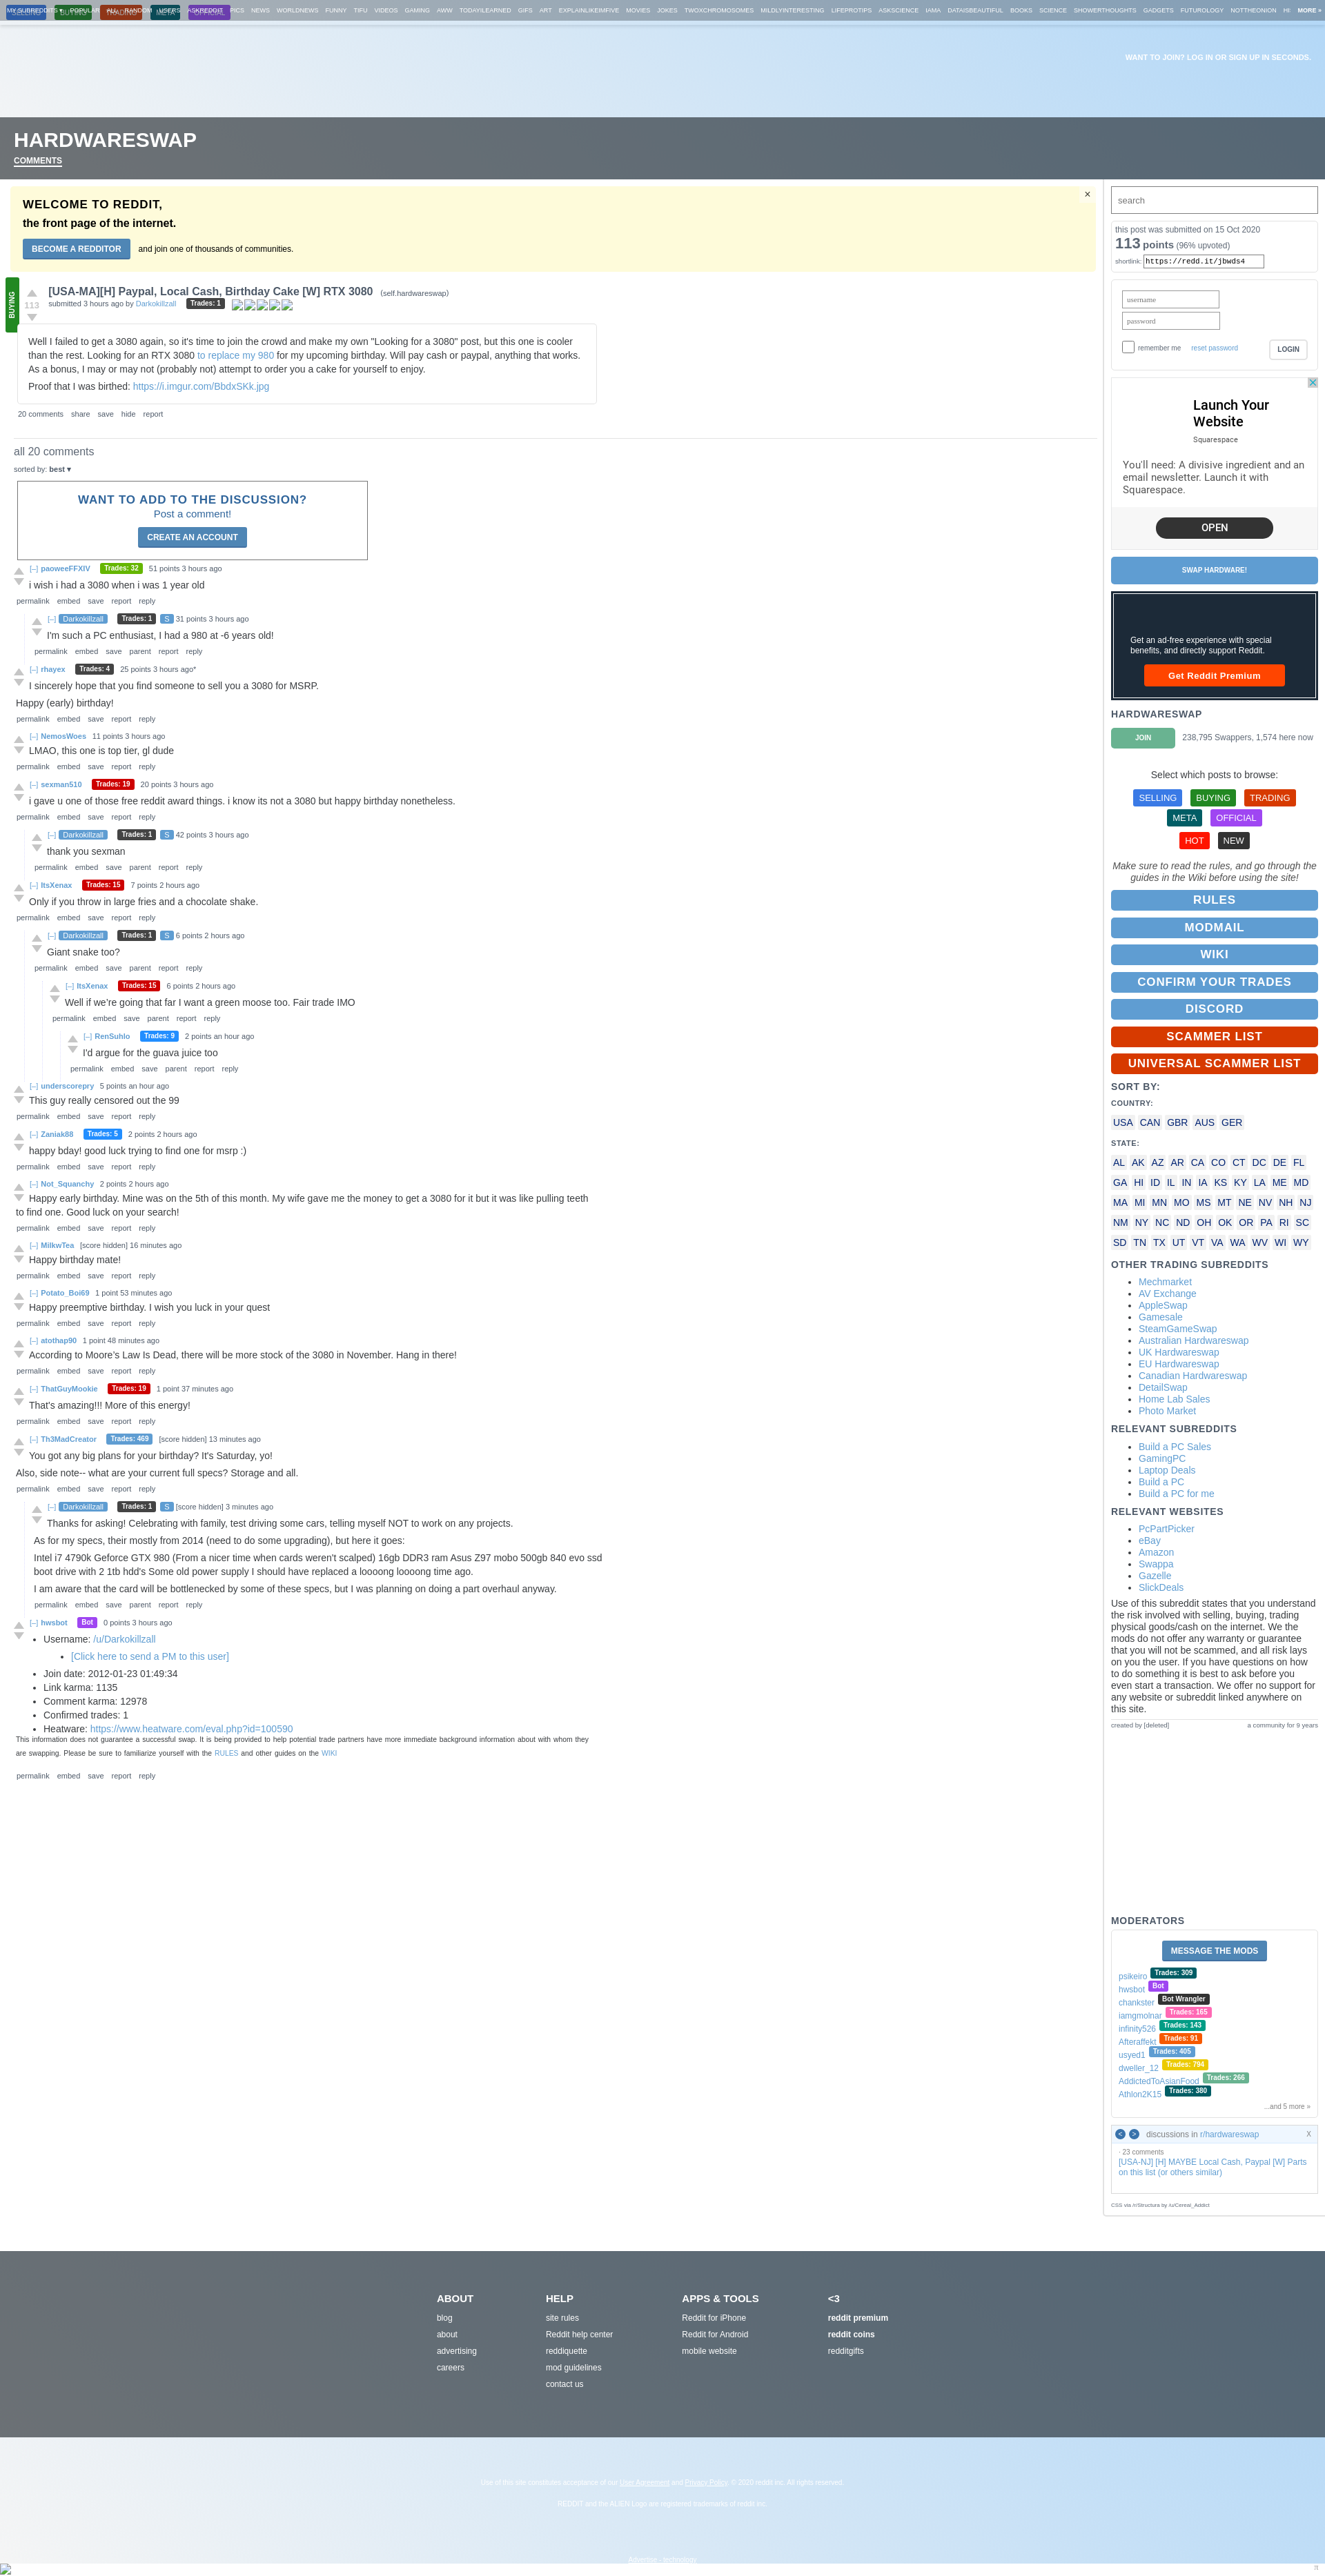 MY SUBREDDITS ▾ POPULAR ALL RANDOM USERS ASKREDDIT PICS NEWS WORLDNEWS FUNNY TIFU VIDEOS GAMING AWW TODAYILEARNED GIFS ART EXPLAINLIKEIMFIVE MOVIES JOKES TWOXCHROMOSOMES MILDLYINTERESTING LIFEPROTIPS ASKSCIENCE IAMA DATAISBEAUTIFUL BOOKS SCIENCE SHOWERTHOUGHTS GADGETS FUTUROLOGY NOTTHEONION HI MORE »
SELLING BUYING TRADING META OFFICIAL
WANT TO JOIN? LOG IN OR SIGN UP IN SECONDS.
HARDWARESWAP
COMMENTS
WELCOME TO REDDIT,
the front page of the internet.
BECOME A REDDITOR and join one of thousands of communities.
×
BUYING
113
[USA-MA][H] Paypal, Local Cash, Birthday Cake [W] RTX 3080 (self.hardwareswap)
submitted 3 hours ago by Darkokillzall Trades: 1
Well I failed to get a 3080 again, so it's time to join the crowd and make my own "Looking for a 3080" post, but this one is cooler
than the rest. Looking for an RTX 3080 to replace my 980 for my upcoming birthday. Will pay cash or paypal, anything that works.
As a bonus, I may or may not (probably not) attempt to order you a cake for yourself to enjoy.
Proof that I was birthed: https://i.imgur.com/BbdxSKk.jpg
20 comments share save hide report
all 20 comments
sorted by: best ▾
WANT TO ADD TO THE DISCUSSION?
Post a comment!
CREATE AN ACCOUNT
[–] paoweeFFXIV Trades: 32 51 points 3 hours ago
i wish i had a 3080 when i was 1 year old
permalink embed save report reply
[–] Darkokillzall Trades: 1 S 31 points 3 hours ago
I'm such a PC enthusiast, I had a 980 at -6 years old!
permalink embed save parent report reply
[–] rhayex Trades: 4 25 points 3 hours ago*
I sincerely hope that you find someone to sell you a 3080 for MSRP.
Happy (early) birthday!
permalink embed save report reply
[–] NemosWoes 11 points 3 hours ago
LMAO, this one is top tier, gl dude
permalink embed save report reply
[–] sexman510 Trades: 19 20 points 3 hours ago
i gave u one of those free reddit award things. i know its not a 3080 but happy birthday nonetheless.
permalink embed save report reply
[–] Darkokillzall Trades: 1 S 42 points 3 hours ago
thank you sexman
permalink embed save parent report reply
[–] ItsXenax Trades: 15 7 points 2 hours ago
Only if you throw in large fries and a chocolate shake.
permalink embed save report reply
[–] Darkokillzall Trades: 1 S 6 points 2 hours ago
Giant snake too?
permalink embed save parent report reply
[–] ItsXenax Trades: 15 6 points 2 hours ago
Well if we're going that far I want a green moose too. Fair trade IMO
permalink embed save parent report reply
[–] RenSuhIo Trades: 9 2 points an hour ago
I'd argue for the guava juice too
permalink embed save parent report reply
[–] underscorepry 5 points an hour ago
This guy really censored out the 99
permalink embed save report reply
[–] Zaniak88 Trades: 5 2 points 2 hours ago
happy bday! good luck trying to find one for msrp :)
permalink embed save report reply
[–] Not_Squanchy 2 points 2 hours ago
Happy early birthday. Mine was on the 5th of this month. My wife gave me the money to get a 3080 for it but it was like pulling teeth
to find one. Good luck on your search!
permalink embed save report reply
[–] MilkwTea [score hidden] 16 minutes ago
Happy birthday mate!
permalink embed save report reply
[–] Potato_Boi69 1 point 53 minutes ago
Happy preemptive birthday. I wish you luck in your quest
permalink embed save report reply
[–] atothap90 1 point 48 minutes ago
According to Moore's Law Is Dead, there will be more stock of the 3080 in November. Hang in there!
permalink embed save report reply
[–] ThatGuyMookie Trades: 19 1 point 37 minutes ago
That's amazing!!! More of this energy!
permalink embed save report reply
[–] Th3MadCreator Trades: 469 [score hidden] 13 minutes ago
You got any big plans for your birthday? It's Saturday, yo!
Also, side note-- what are your current full specs? Storage and all.
permalink embed save report reply
[–] Darkokillzall Trades: 1 S [score hidden] 3 minutes ago
Thanks for asking! Celebrating with family, test driving some cars, telling myself NOT to work on any projects.
As for my specs, their mostly from 2014 (need to do some upgrading), but here it goes:
Intel i7 4790k Geforce GTX 980 (From a nicer time when cards weren't scalped) 16gb DDR3 ram Asus Z97 mobo 500gb 840 evo ssd
boot drive with 2 1tb hdd's Some old power supply I should have replaced a loooong loooong time ago.
I am aware that the card will be bottlenecked by some of these specs, but I was planning on doing a part overhaul anyway.
permalink embed save parent report reply
[–] hwsbot Bot 0 points 3 hours ago
• Username: /u/Darkokillzall
• [Click here to send a PM to this user]
• Join date: 2012-01-23 01:49:34
• Link karma: 1135
• Comment karma: 12978
• Confirmed trades: 1
• Heatware: https://www.heatware.com/eval.php?id=100590
This information does not guarantee a successful swap. It is being provided to help potential trade partners have more immediate background information about with whom they
are swapping. Please be sure to familiarize yourself with the RULES and other guides on the WIKI
permalink embed save report reply
search
this post was submitted on 15 Oct 2020
113 points (96% upvoted)
shortlink: https://redd.it/jbwds4
username
password
remember me reset password LOGIN
Launch Your
Website
Squarespace
You'll need: A divisive ingredient and an
email newsletter. Launch it with
Squarespace.
OPEN
SWAP HARDWARE!
Get an ad-free experience with special
benefits, and directly support Reddit.
Get Reddit Premium
HARDWARESWAP
JOIN 238,795 Swappers, 1,574 here now
Select which posts to browse:
SELLING BUYING TRADING
META OFFICIAL
HOT NEW
Make sure to read the rules, and go through the
guides in the Wiki before using the site!
RULES
MODMAIL
WIKI
CONFIRM YOUR TRADES
DISCORD
SCAMMER LIST
UNIVERSAL SCAMMER LIST
SORT BY:
COUNTRY:
USA CAN GBR AUS GER
STATE:
AL AK AZ AR CA CO CT DC DE FL
GA HI ID IL IN IA KS KY LA ME MD
MA MI MN MO MS MT NE NV NH NJ
NM NY NC ND OH OK OR PA RI SC
SD TN TX UT VT VA WA WV WI WY
OTHER TRADING SUBREDDITS
• Mechmarket
• AV Exchange
• AppleSwap
• Gamesale
• SteamGameSwap
• Australian Hardwareswap
• UK Hardwareswap
• EU Hardwareswap
• Canadian Hardwareswap
• DetailSwap
• Home Lab Sales
• Photo Market
RELEVANT SUBREDDITS
• Build a PC Sales
• GamingPC
• Laptop Deals
• Build a PC
• Build a PC for me
RELEVANT WEBSITES
• PcPartPicker
• eBay
• Amazon
• Swappa
• Gazelle
• SlickDeals
Use of this subreddit states that you understand
the risk involved with selling, buying, trading
physical goods/cash on the internet. We the
mods do not offer any warranty or guarantee
that you will not be scammed, and all risk lays
on you the user. If you have questions on how
to do something it is best to ask before you
even start a transaction. We offer no support for
any website or subreddit linked anywhere on
this site.
created by [deleted] a community for 9 years
MODERATORS
MESSAGE THE MODS
psikeiro Trades: 309
hwsbot Bot
chankster Bot Wrangler
iamgmolnar Trades: 165
infinity526 Trades: 143
Afteraffekt Trades: 91
usyed1 Trades: 405
dweller_12 Trades: 794
AddictedToAsianFood Trades: 266
Athlon2K15 Trades: 380
...and 5 more »
< > discussions in r/hardwareswap X
· 23 comments
[USA-NJ] [H] MAYBE Local Cash, Paypal [W] Parts
on this list (or others similar)
CSS via /r/Structura by /u/Cereal_Addict
ABOUT
blog
about
advertising
careers
HELP
site rules
Reddit help center
reddiquette
mod guidelines
contact us
APPS & TOOLS
Reddit for iPhone
Reddit for Android
mobile website
<3
reddit premium
reddit coins
redditgifts
Use of this site constitutes acceptance of our User Agreement and Privacy Policy. © 2020 reddit inc. All rights reserved.
REDDIT and the ALIEN Logo are registered trademarks of reddit inc.
Advertise - technology
π